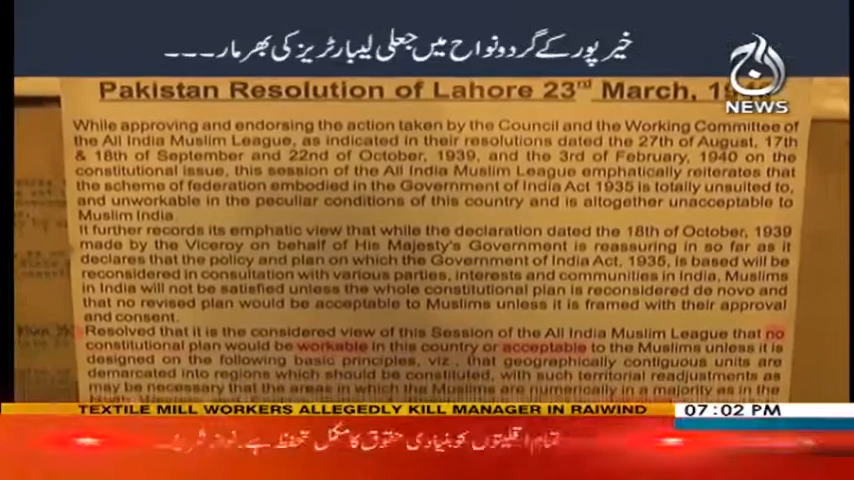 خیرپور کے گردونواح میں جعلی لیبارٹریز کی بھرمار۔۔۔
آج
NEWS
Pakistan Resolution of Lahore 23rd March, 19
While approving and endorsing the action taken by the Council and the Working Committee of
the All India Muslim League, as indicated in their resolutions dated the 27th of August, 17th
& 18th of September and 22nd of October, 1939, and the 3rd of February, 1940 on the
constitutional issue, this session of the All India Muslim League emphatically reiterates that
the scheme of federation embodied in the Government of India Act 1935 is totally unsuited to,
and unworkable in the peculiar conditions of this country and is altogether unacceptable to
Muslim India.
It further records its emphatic view that while the declaration dated the 18th of October, 1939
made by the Viceroy on behalf of His Majesty's Government is reassuring in so far as it
declares that the policy and plan on which the Government of India Act, 1935, is based will be
reconsidered in consultation with various parties, interests and communities in India, Muslims
in India will not be satisfied unless the whole constitutional plan is reconsidered de novo and
that no revised plan would be acceptable to Muslims unless it is framed with their approval
and consent.
Resolved that it is the considered view of this Session of the All India Muslim League that no
constitutional plan would be workable in this country or acceptable to the Muslims unless it is
designed on the following basic principles, viz., that geographically contiguous units are
demarcated into regions which should be constituted, with such territorial readjustments as
may be necessary that the areas in which the Muslims are numerically in a majority as in the
TEXTILE MILL WORKERS ALLEGEDLY KILL MANAGER IN RAIWIND
07:02 PM
تمام اقلیتوں کو بنیادی حقوق کا مکمل تحفظ ہے۔ نواز شریف۔۔۔